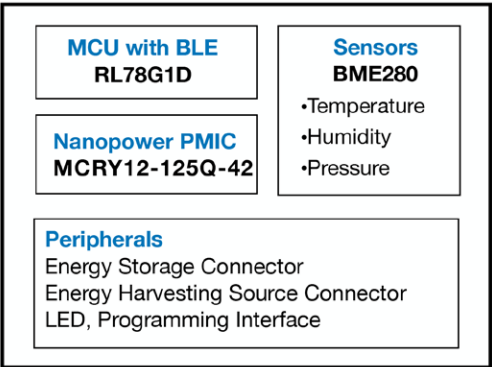 MCU with BLE
RL78G1D
Nanopower PMIC
MCRY12-125Q-42
Sensors
BME280
•Temperature
•Humidity
•Pressure
Peripherals
Energy Storage Connector
Energy Harvesting Source Connector
LED, Programming Interface